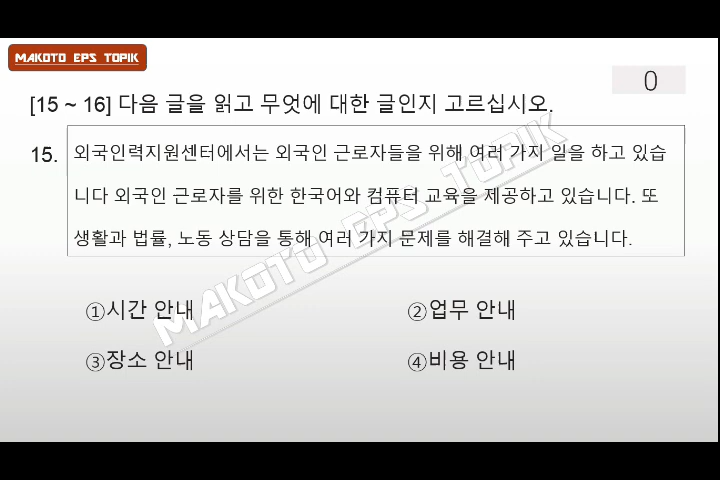 MAKOTO EPS TOPIK
0
[15 ~ 16] 다음 글을 읽고 무엇에 대한 글인지 고르십시오.
15. 외국인력지원센터에서는 외국인 근로자들을 위해 여러 가지 일을 하고 있습
니다 외국인 근로자를 위한 한국어와 컴퓨터 교육을 제공하고 있습니다. 또
생활과 법률, 노동 상담을 통해 여러 가지 문제를 해결해 주고 있습니다.
MAKOTO EPS TOPIK
①시간 안내 ②업무 안내
③장소 안내 ④비용 안내